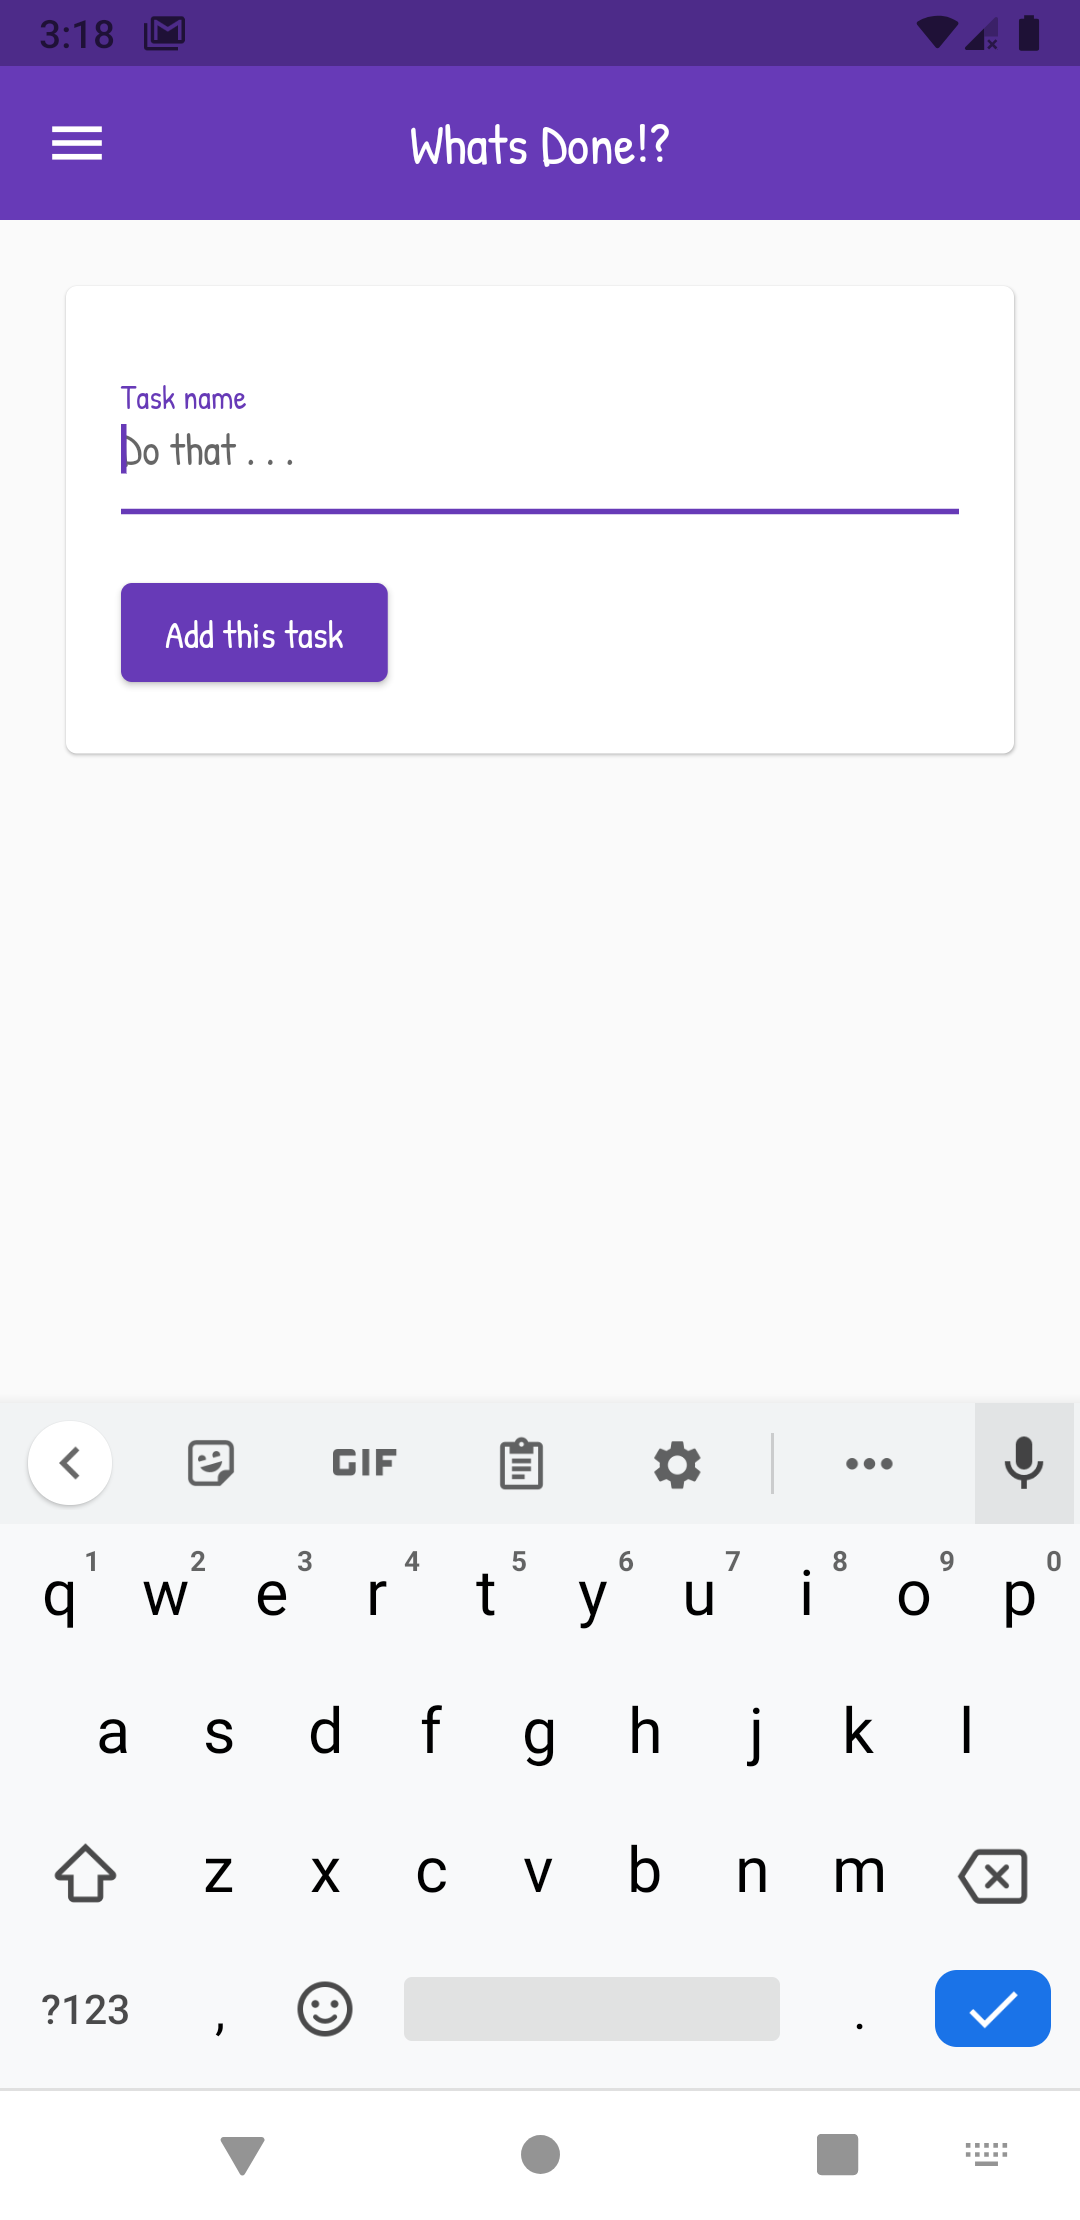 3:18
Whats Done!?
Task name
Do that . . .
Add this task
GIF
1 2 3 4 5 6 7 8 9 0
q w e r t y u i o p
a s d f g h j k l
z x c v b n m
?123 , .